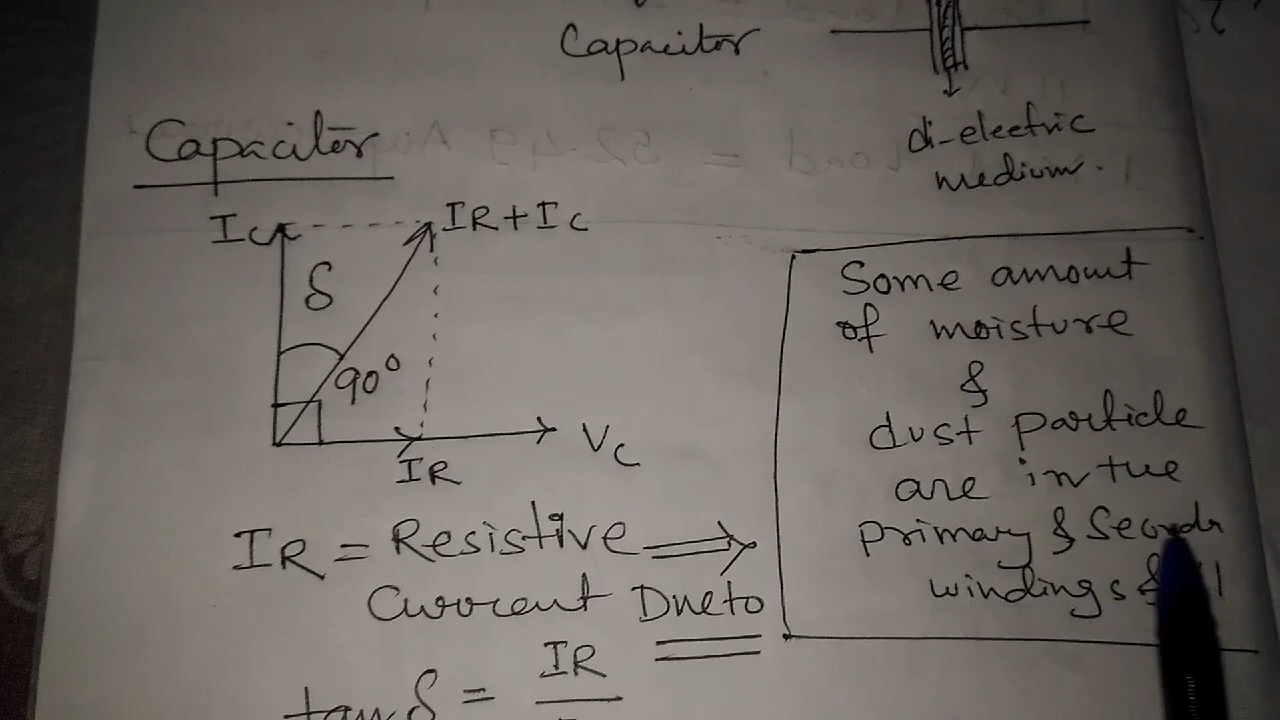 Capacitor
di-electric
medium.
Capacitor
Ic
IR+Ic
δ
90°
Vc
IR
Some amount
of moisture
&
dust particle
are in the
primary &
windings &
IR = Resistive
Current Due to
tan δ = IR